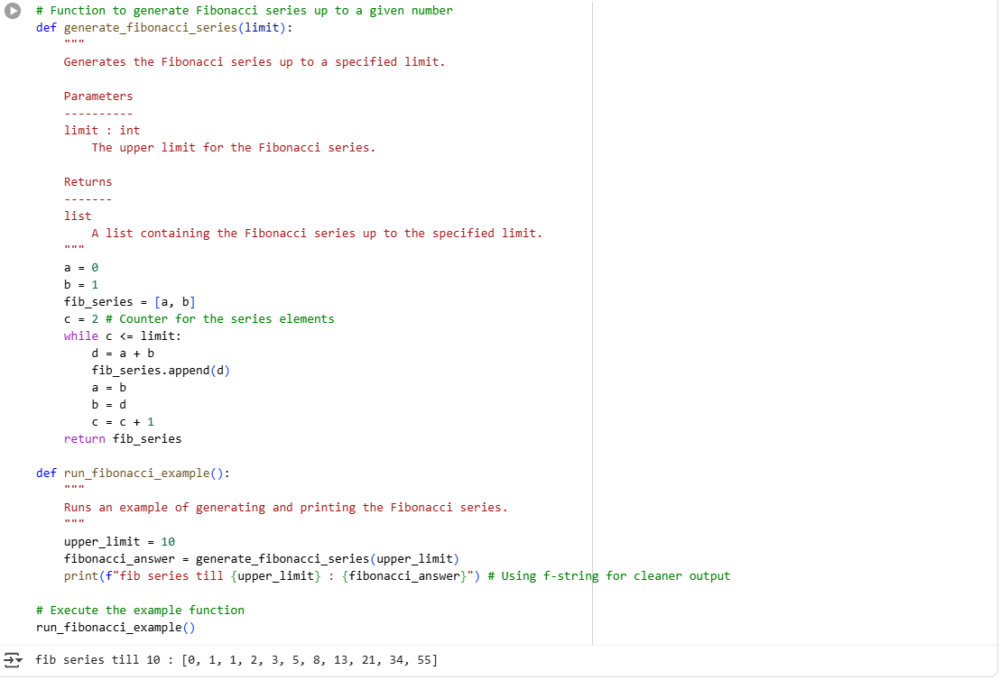 # Function to generate Fibonacci series up to a given number
def generate_fibonacci_series(limit):
    """
    Generates the Fibonacci series up to a specified limit.

    Parameters
    ----------
    limit : int
        The upper limit for the Fibonacci series.

    Returns
    -------
    list
        A list containing the Fibonacci series up to the specified limit.
    """
    a = 0
    b = 1
    fib_series = [a, b]
    c = 2 # Counter for the series elements
    while c <= limit:
        d = a + b
        fib_series.append(d)
        a = b
        b = d
        c = c + 1
    return fib_series

def run_fibonacci_example():
    """
    Runs an example of generating and printing the Fibonacci series.
    """
    upper_limit = 10
    fibonacci_answer = generate_fibonacci_series(upper_limit)
    print(f"fib series till {upper_limit} : {fibonacci_answer}") # Using f-string for cleaner output

# Execute the example function
run_fibonacci_example()
fib series till 10 : [0, 1, 1, 2, 3, 5, 8, 13, 21, 34, 55]